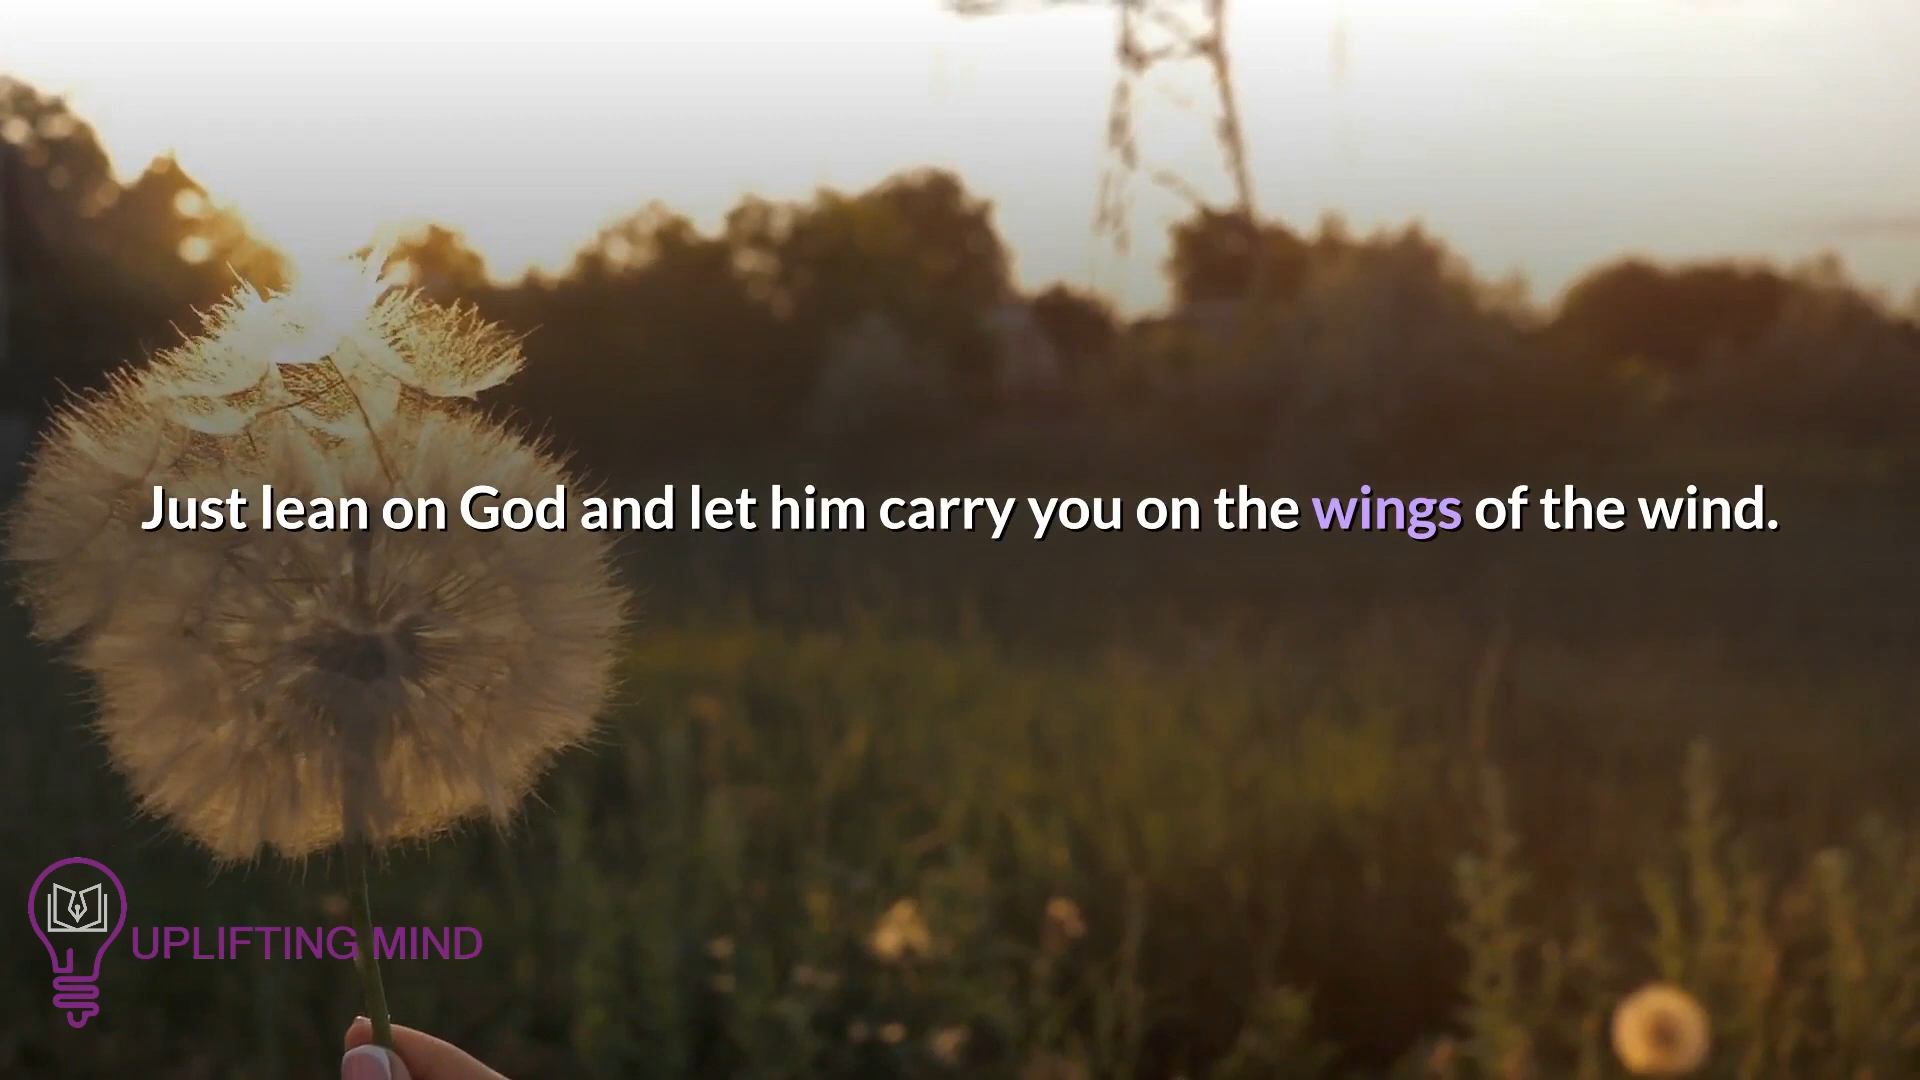 Just lean on God and let him carry you on the wings of the wind.
UPLIFTING MIND